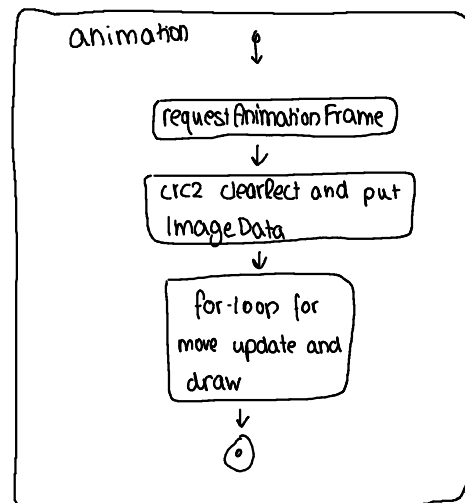 animation
requestAnimationFrame
crc2 clearRect and put
ImageData
for-loop for
move update and
draw